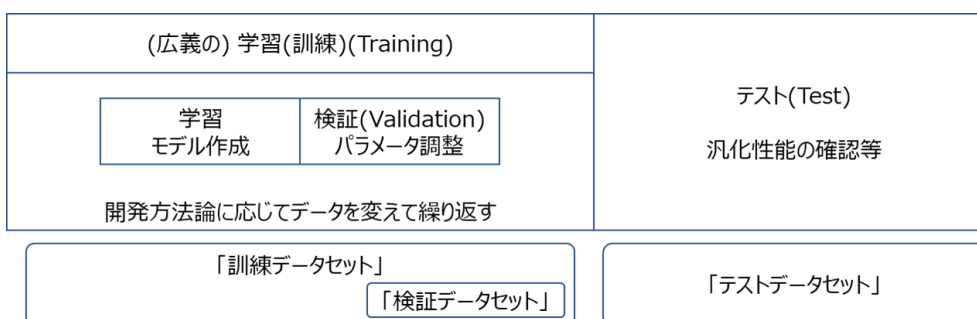 (広義の) 学習(訓練)(Training)
学習
モデル作成
検証(Validation)
パラメータ調整
開発方法論に応じてデータを変えて繰り返す
テスト(Test)
汎化性能の確認等
「訓練データセット」
「検証データセット」
「テストデータセット」